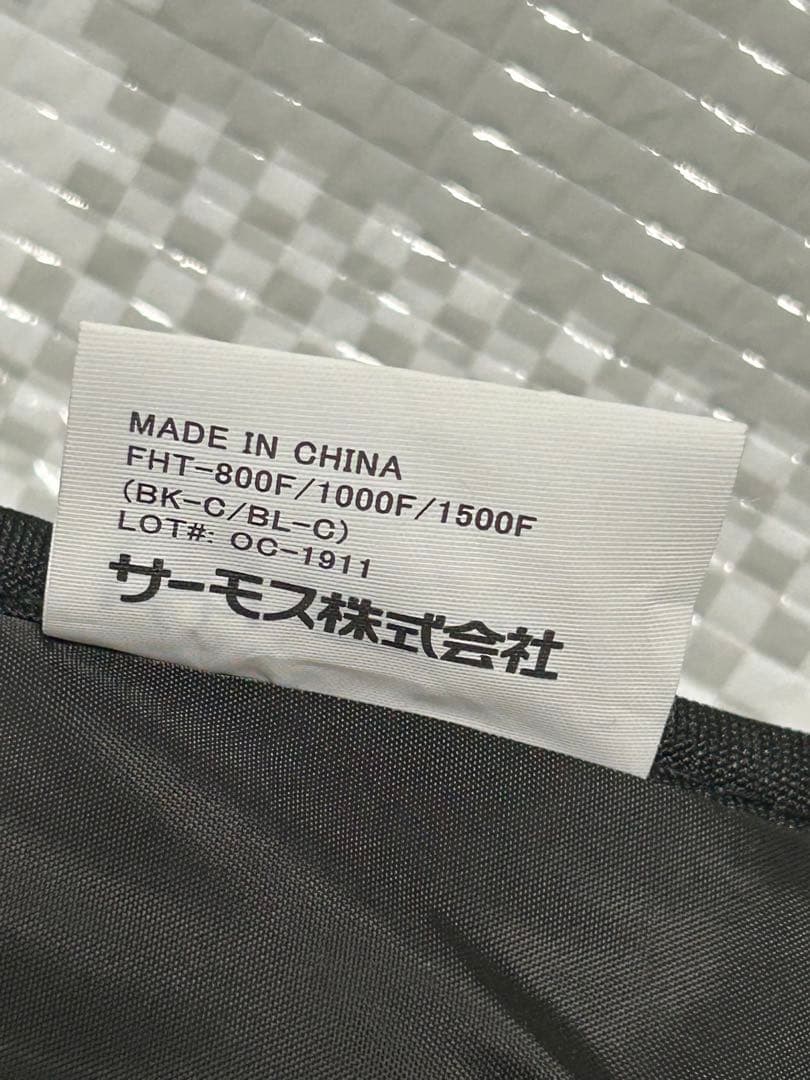 MADE IN CHINA
FHT-800F/1000F/1500F
(BK-C/BL-C)
LOT#: OC-1911
サーモス株式会社